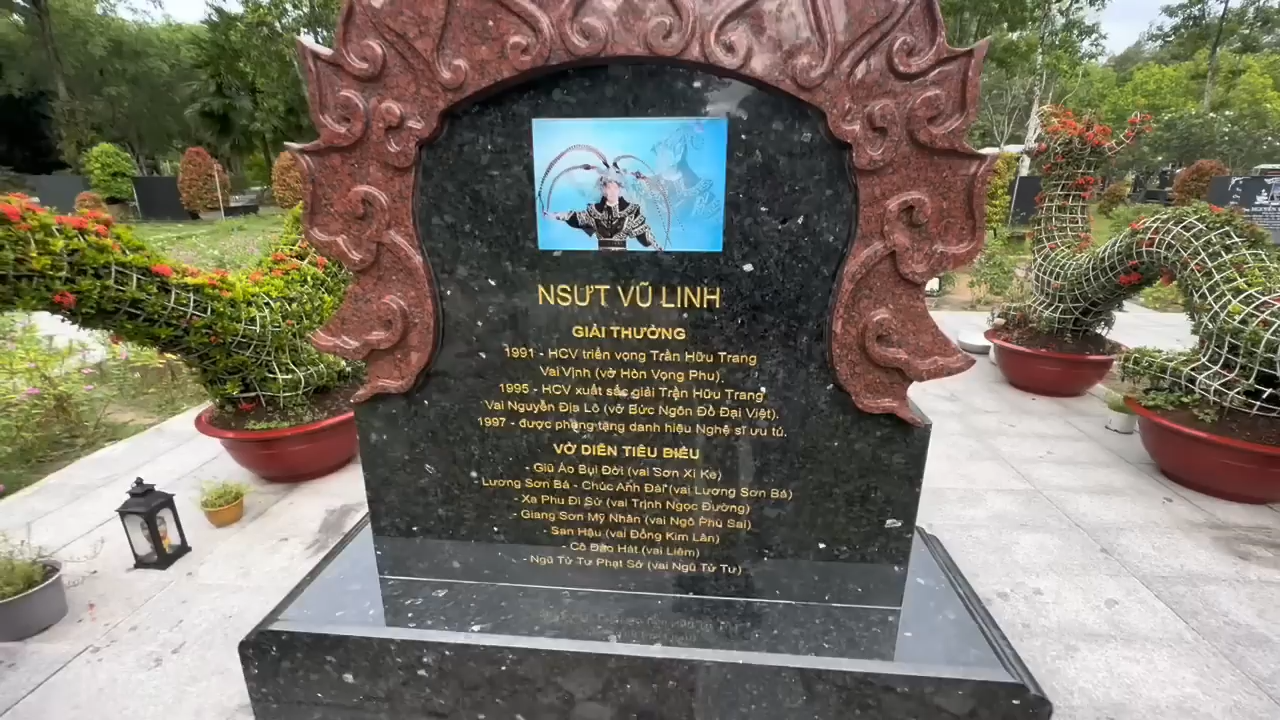 NSƯT VŨ LINH
GIẢI THƯỞNG
1991 - HCV triển vọng Trần Hữu Trang
Vai Vịnh (vở Hòn Vọng Phu).
1995 - HCV xuất sắc giải Trần Hữu Trang
Vai Nguyễn Địa Lô (vở Bức Ngôn Đồ Đại Việt).
1997 - được phong tặng danh hiệu Nghệ sĩ ưu tú.
VỞ DIỄN TIÊU BIỂU
- Giũ Áo Bụi Đời (vai Sơn Xi Ke)
Lương Sơn Bá - Chúc Anh Đài (vai Lương Sơn Bá)
- Xa Phu Đi Sứ (vai Trịnh Ngọc Đường)
- Giang Sơn Mỹ Nhân (vai Ngô Phù Sai)
- San Hậu (vai Đổng Kim Lân)
- Cô Đào Hát (vai Liêm)
- Ngũ Tử Tư Phạt Sở (vai Ngũ Tử Tư)